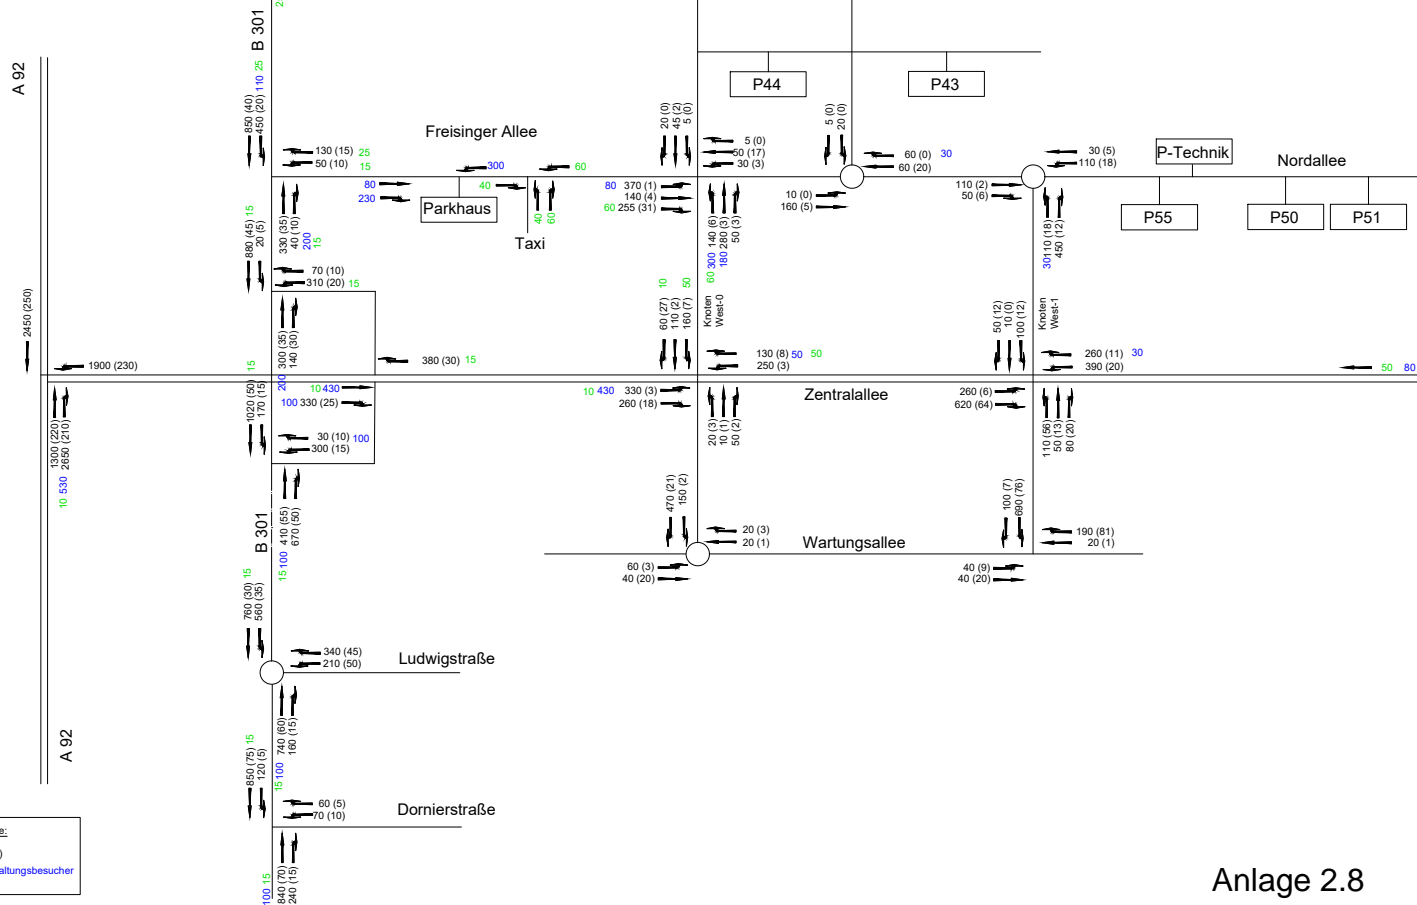 2
B 301
A 92
850 (40)
450 (20) 110 25
Freisinger Allee
P44
P43
20 (0)
45 (2)
5 (0)
5 (0)
20 (0)
130 (15) 25
50 (10) 15
300
60
5 (0)
50 (17)
30 (3)
60 (0) 30
60 (20)
30 (5)
110 (18)
P-Technik
Nordallee
80
230
Parkhaus
40
40
60
Taxi
80 370 (1)
140 (4)
60 255 (31)
10 (0)
160 (5)
110 (2)
50 (6)
P55
P50
P51
880 (45) 15
20 (5)
330 (35)
40 (10)
200
15
60 300 140 (6)
180 280 (3)
50 (3)
30 110 (18)
450 (12)
70 (10)
310 (20) 15
2450 (250)
300 (35)
140 (30)
60 (27) 10
110 (2)
160 (7) 50
Knoten
West-0
50 (12)
10 (0)
100 (12)
Knoten
West-1
1900 (230)
380 (30) 15
130 (8) 50 50
250 (3)
260 (11) 30
390 (20)
50 80
1020 (50) 15
170 (15)
200
10 430
100 330 (25)
10 430 330 (3)
260 (18)
Zentralallee
260 (6)
620 (64)
1300 (220)
2650 (210)
10 530
30 (10) 100
300 (15)
20 (3)
10 (1)
50 (2)
110 (56)
50 (13)
80 (20)
B 301
410 (55)
670 (50)
15 100
470 (21)
150 (2)
100 (7)
690 (76)
20 (3)
20 (1)
Wartungsallee
190 (81)
20 (1)
60 (3)
40 (20)
40 (9)
40 (20)
760 (30) 15
560 (35)
340 (45)
210 (50)
Ludwigstraße
A 92
740 (60)
160 (15)
15 100
850 (75) 15
120 (5)
60 (5)
70 (10)
Dornierstraße
e:
)
altungsbesucher
840 (70)
240 (15)
100 15
Anlage 2.8